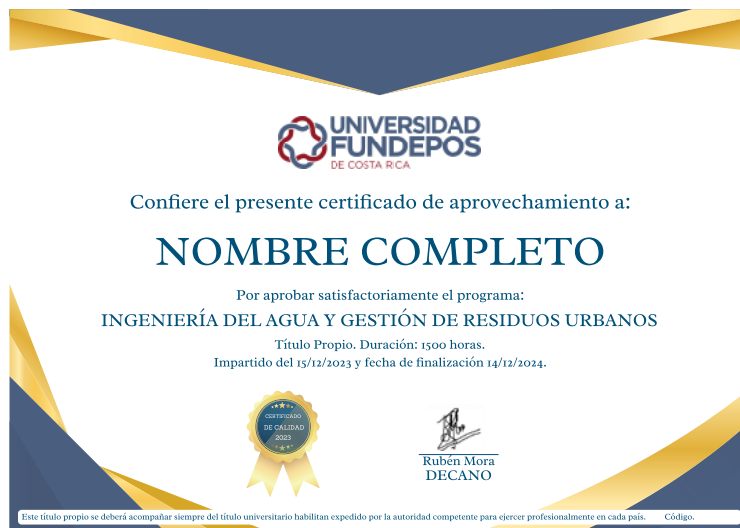 UNIVERSIDAD
FUNDEPOS
DE COSTA RICA
Confiere el presente certificado de aprovechamiento a:
NOMBRE COMPLETO
Por aprobar satisfactoriamente el programa:
INGENIERÍA DEL AGUA Y GESTIÓN DE RESIDUOS URBANOS
Título Propio. Duración: 1500 horas.
Impartido del 15/12/2023 y fecha de finalización 14/12/2024.
CERTIFICADO
DE CALIDAD
2023
Rubén Mora
DECANO
Este título propio se deberá acompañar siempre del título universitario habilitan expedido por la autoridad competente para ejercer profesionalmente en cada país. Código.